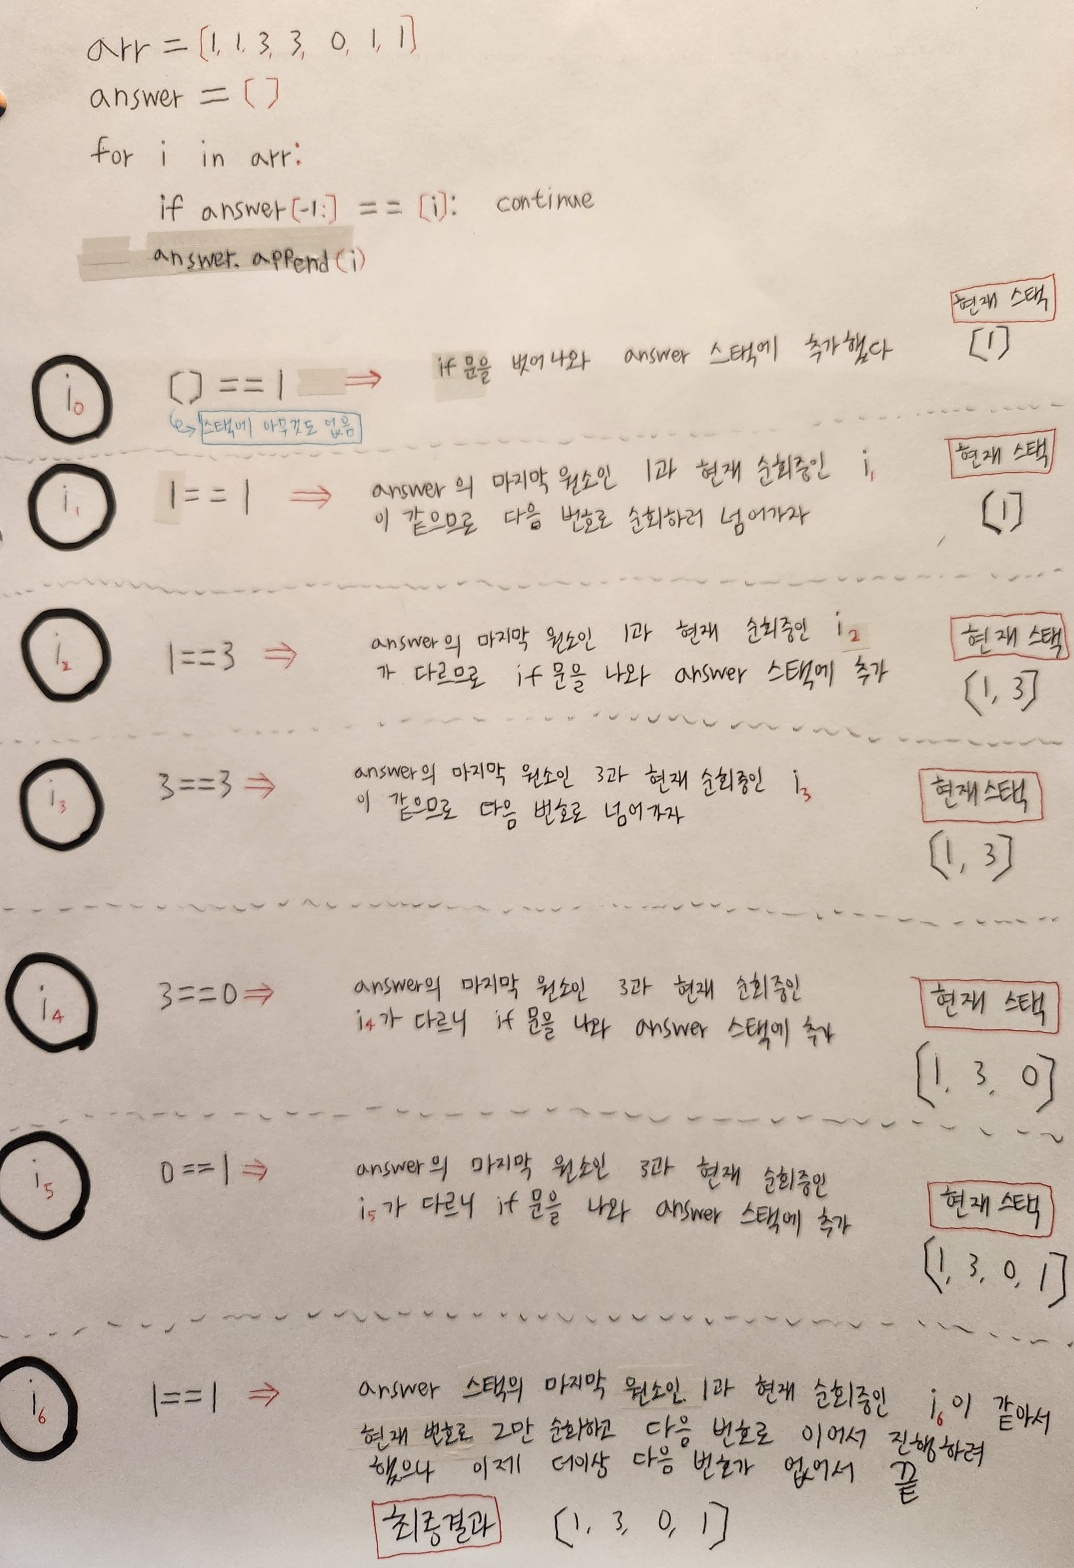 arr = [1, 1, 3, 3, 0, 1, 1]
answer = []
for i in arr:
if answer[-1:] == [i]: continue
answer.append(i)
현재 스택
i0 [] == 1 ⇒ if 문을 벗어나와 answer 스택에 추가했다 [1]
↳ 스택에 아무것도 없음
현재 스택
i1 1 == 1 ⇒ answer의 마지막 원소인 1과 현재 순회중인 i1
이 같으므로 다음 번호로 순회하러 넘어가자 [1]
현재 스택
i2 1==3 ⇒ answer의 마지막 원소인 1과 현재 순회중인 i2
가 다르므로 if 문을 나와 answer 스택에 추가 [1, 3]
i3 3==3 ⇒ answer의 마지막 원소인 3과 현재 순회중인 i3 현재 스택
이 같으므로 다음 번호로 넘어가자
[1, 3]
i4 3==0 ⇒ answer의 마지막 원소인 3과 현재 순회중인 현재 스택
i4가 다르니 if 문을 나와 answer 스택에 추가
[1, 3, 0]
i5 0==1 ⇒ answer의 마지막 원소인 3과 현재 순회중인
i5가 다르니 if 문을 나와 answer 스택에 추가 현재 스택
[1, 3, 0, 1]
i6 1==1 ⇒ answer 스택의 마지막 원소인 1과 현재 순회중인 i6이 같아서
현재 번호로 2만 순회하고 다음 번호로 이어서 진행하려
했으나 이제 더이상 다음 번호가 없어서 끝
최종결과 [1, 3, 0, 1]